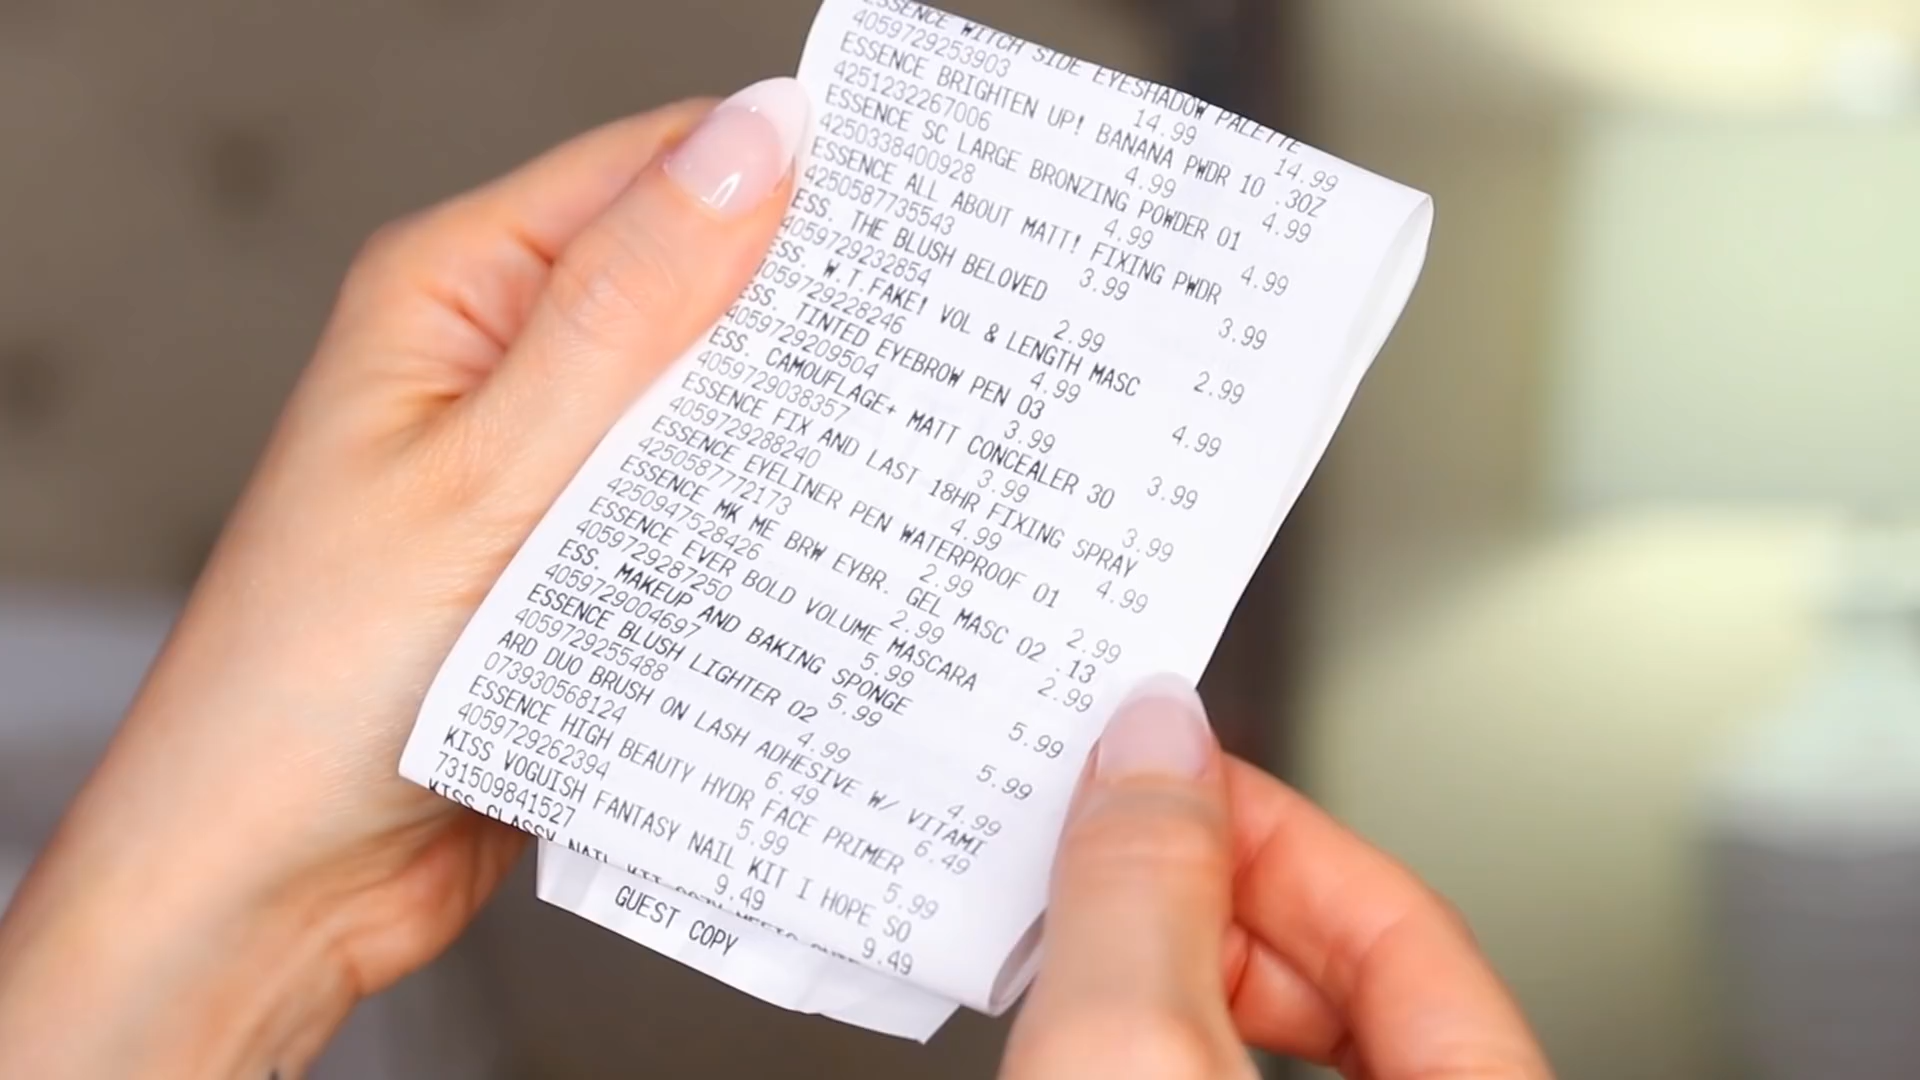 ESSENCE WITCH SIDE EYESHADOW PALETTE
4059729253903 14.99 14.99
ESSENCE BRIGHTEN UP! BANANA PWDR 10 .3OZ
4251232267006 4.99 4.99
ESSENCE SC LARGE BRONZING POWDER 01
4250338400928 4.99 4.99
ESSENCE ALL ABOUT MATT! FIXING PWDR
4250587735543 3.99 3.99
ESS. THE BLUSH BELOVED
4059729232854 2.99 2.99
ESS. W.T.FAKE! VOL & LENGTH MASC
4059729228246 4.99 4.99
ESS. TINTED EYEBROW PEN 03
4059729209504 3.99 3.99
ESS. CAMOUFLAGE+ MATT CONCEALER 30
4059729038357 3.99 3.99
ESSENCE FIX AND LAST 18HR FIXING SPRAY
4059729288240 4.99 4.99
ESSENCE EYELINER PEN WATERPROOF 01
4250587772173 2.99 2.99
ESSENCE MK ME BRW EYBR. GEL MASC 02 .13
4250947528426 2.99 2.99
ESSENCE EVER BOLD VOLUME MASCARA
4059729287250 5.99 5.99
ESS. MAKEUP AND BAKING SPONGE
4059729004697 5.99 5.99
ESSENCE BLUSH LIGHTER 02
4059729255488 4.99 4.99
ARD DUO BRUSH ON LASH ADHESIVE W/ VITAMI
073930568124 6.49 6.49
ESSENCE HIGH BEAUTY HYDR FACE PRIMER
4059729262394 5.99 5.99
KISS VOGUISH FANTASY NAIL KIT I HOPE SO
731509841527 9.49 9.49
KISS CLASSY NAIL KIT
GUEST COPY